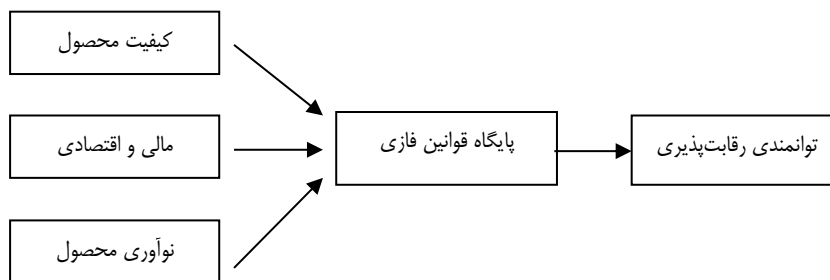 کیفیت محصول
مالی و اقتصادی
پایگاه قوانین فازی
توانمندی رقابت‌پذیری
نوآوری محصول